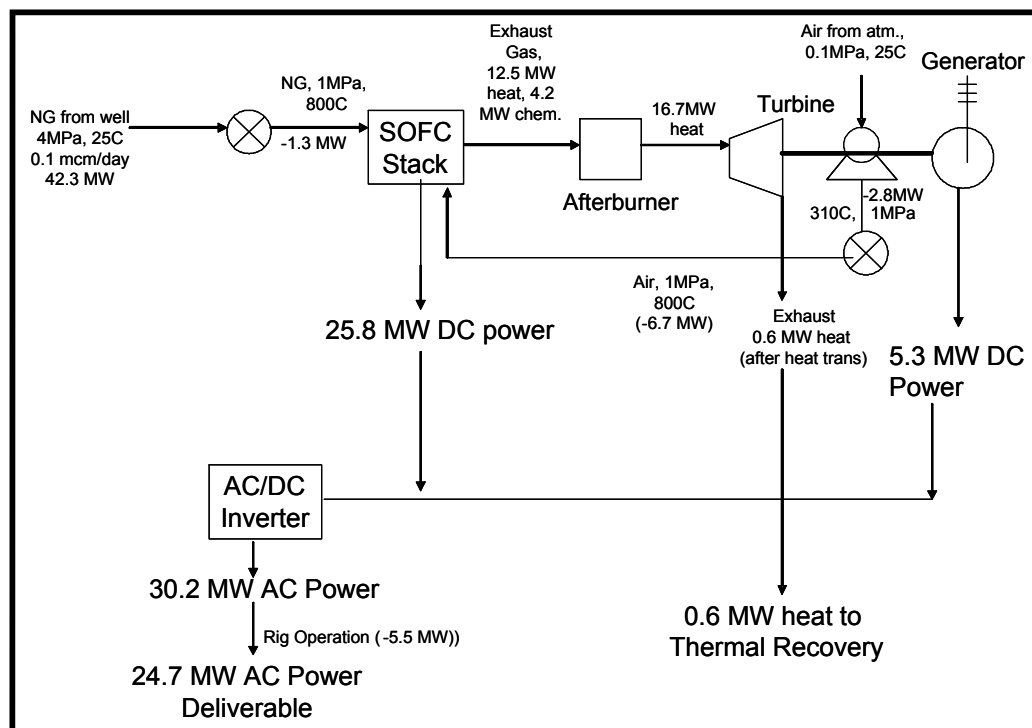 NG from well
4MPa, 25C
0.1 mcm/day
42.3 MW
NG, 1MPa,
800C
-1.3 MW
SOFC
Stack
Exhaust
Gas,
12.5 MW
heat, 4.2
MW chem.
Afterburner
16.7MW
heat
Turbine
Air from atm.,
0.1MPa, 25C
Generator
-2.8MW
310C,
1MPa
Air, 1MPa,
800C
(-6.7 MW)
Exhaust
0.6 MW heat
(after heat trans)
25.8 MW DC power
5.3 MW DC
Power
AC/DC
Inverter
30.2 MW AC Power
Rig Operation (-5.5 MW))
24.7 MW AC Power
Deliverable
0.6 MW heat to
Thermal Recovery